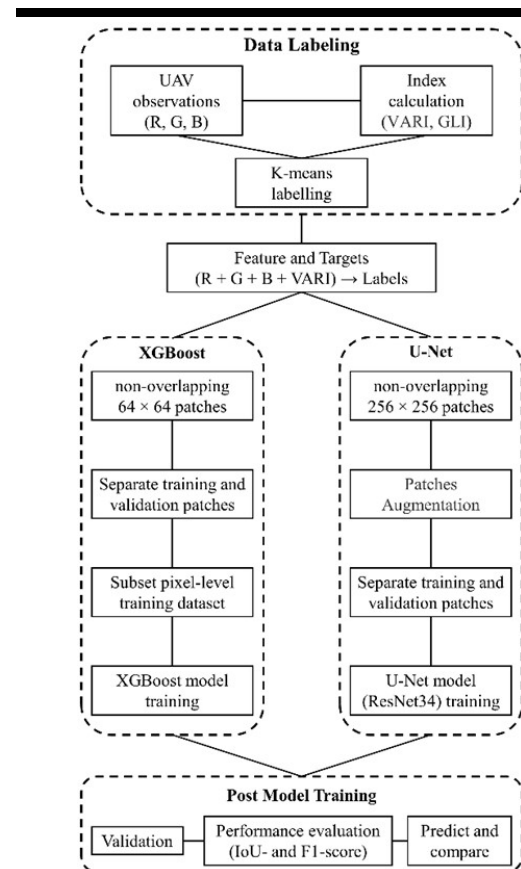 Data Labeling
UAV
observations
(R, G, B)
Index
calculation
(VARI, GLI)
K-means
labelling
Feature and Targets
(R + G + B + VARI) → Labels
XGBoost
non-overlapping
64 × 64 patches
Separate training and
validation patches
Subset pixel-level
training dataset
XGBoost model
training
U-Net
non-overlapping
256 × 256 patches
Patches
Augmentation
Separate training and
validation patches
U-Net model
(ResNet34) training
Post Model Training
Validation
Performance evaluation
(IoU- and F1-score)
Predict and
compare